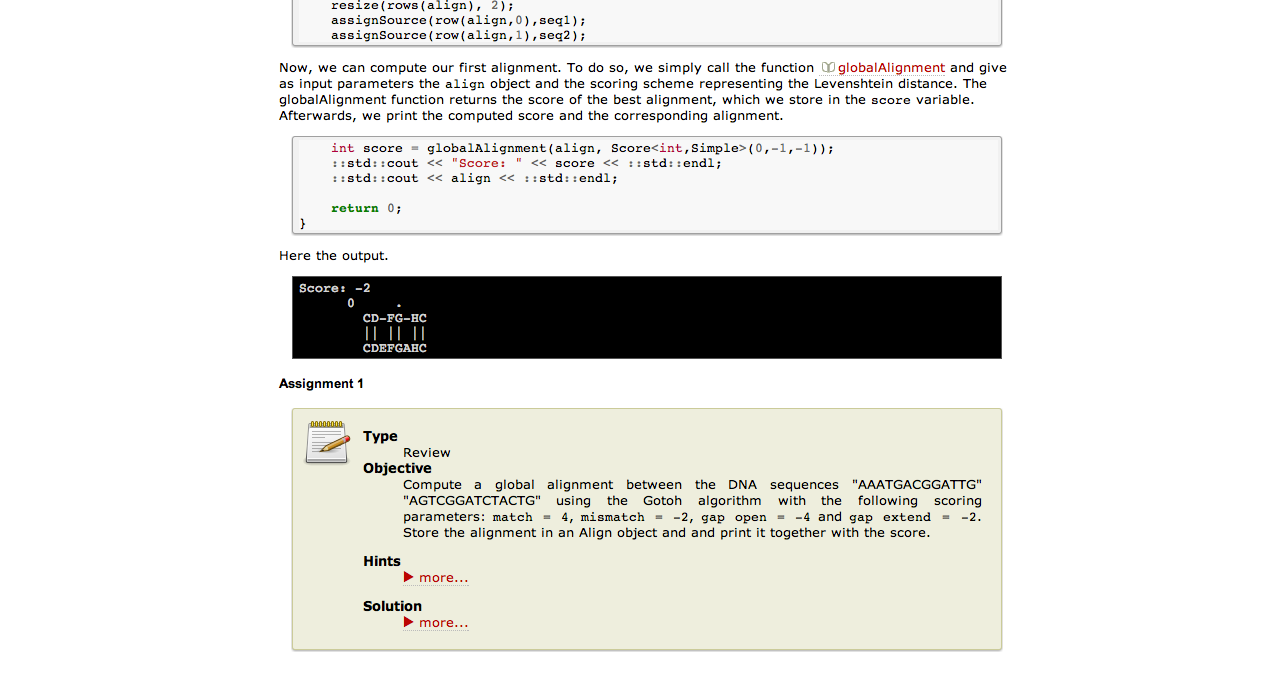 resize(rows(align), 2);
assignSource(row(align,0),seq1);
assignSource(row(align,1),seq2);
Now, we can compute our first alignment. To do so, we simply call the function globalAlignment and give
as input parameters the align object and the scoring scheme representing the Levenshtein distance. The
globalAlignment function returns the score of the best alignment, which we store in the score variable.
Afterwards, we print the computed score and the corresponding alignment.
int score = globalAlignment(align, Score<int,Simple>(0,-1,-1));
::std::cout << "Score: " << score << ::std::endl;
::std::cout << align << ::std::endl;
return 0;
}
Here the output.
Score: -2
0 .
CD-FG-HC
|| || ||
CDEFGAHC
Assignment 1
Type
Review
Objective
Compute a global alignment between the DNA sequences "AAATGACGGATTG"
"AGTCGGATCTACTG" using the Gotoh algorithm with the following scoring
parameters: match = 4, mismatch = -2, gap open = -4 and gap extend = -2.
Store the alignment in an Align object and and print it together with the score.
Hints
more...
Solution
more...